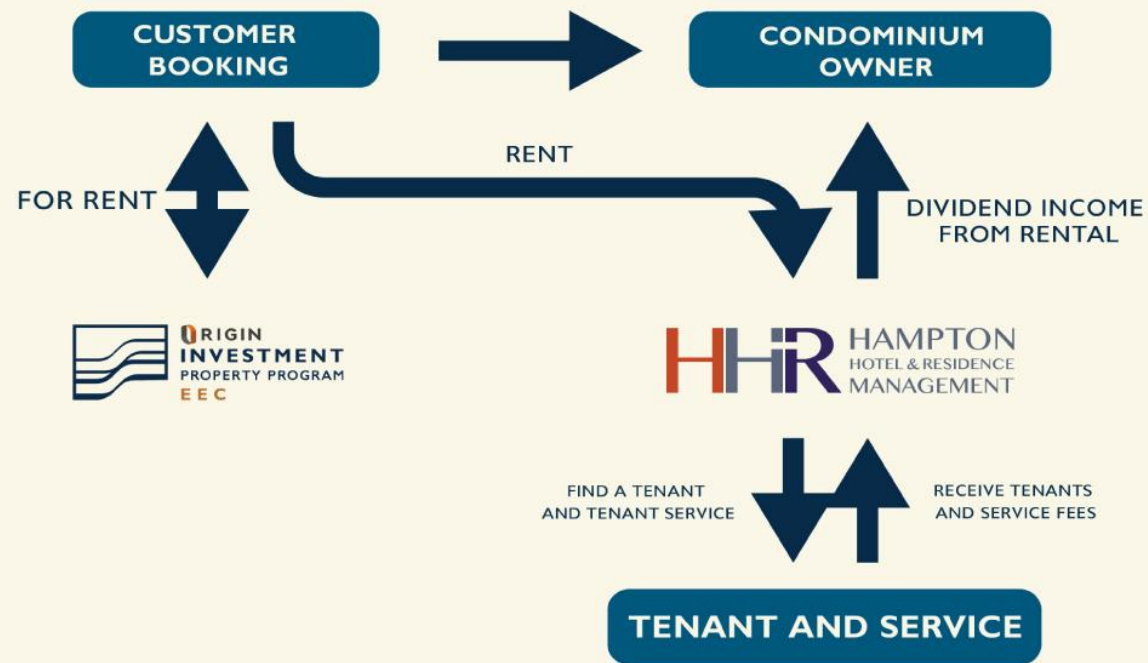 CUSTOMER
BOOKING
CONDOMINIUM
OWNER
RENT
FOR RENT
DIVIDEND INCOME
FROM RENTAL
ORIGIN
INVESTMENT
PROPERTY PROGRAM
EEC
HHR
HAMPTON
HOTEL & RESIDENCE
MANAGEMENT
FIND A TENANT
AND TENANT SERVICE
RECEIVE TENANTS
AND SERVICE FEES
TENANT AND SERVICE